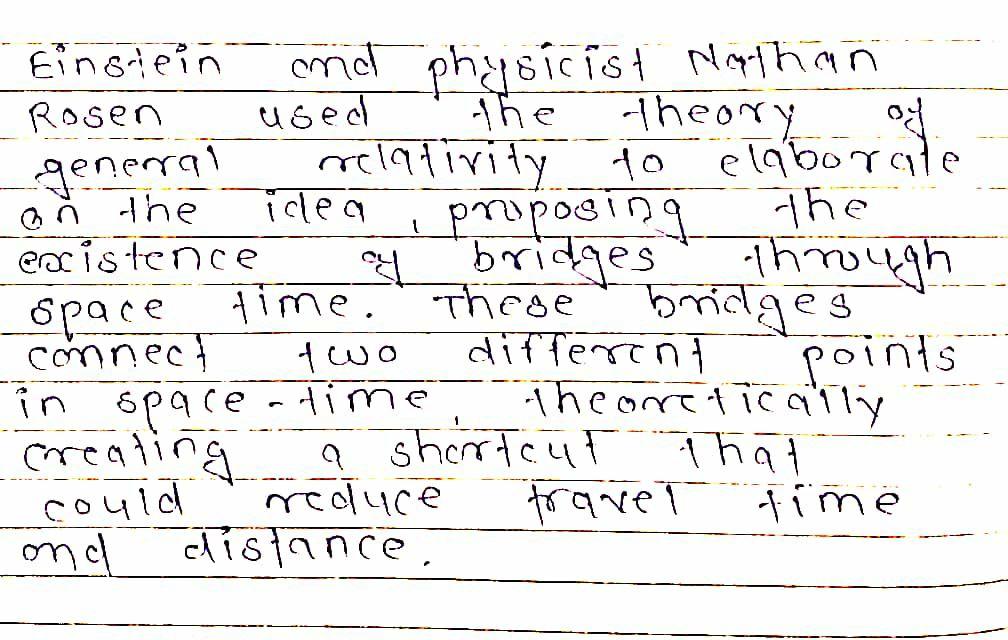 Einstein and physicist Nathan
Rosen used the theory of
general relativity to elaborate
on the idea, proposing the
existence of bridges through
space time. These bridges
connect two different points
in space-time, theoretically
creating a shortcut that
could reduce travel time
and distance.